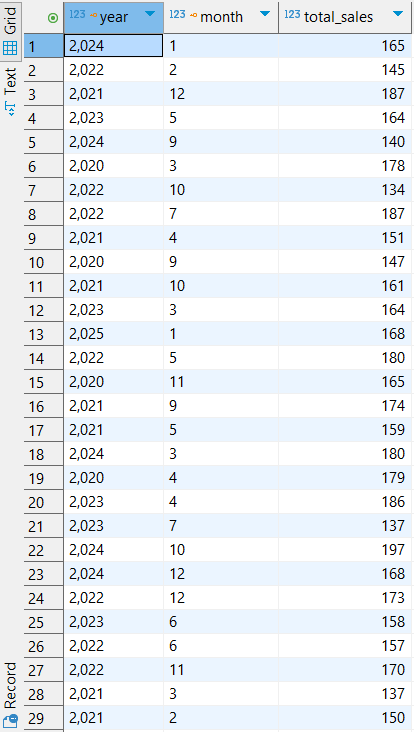 Grid
Text
Record
123 year 123 month 123 total_sales
1 2,024 1 165
2 2,022 2 145
3 2,021 12 187
4 2,023 5 164
5 2,024 9 140
6 2,020 3 178
7 2,022 10 134
8 2,022 7 187
9 2,021 4 151
10 2,020 9 147
11 2,021 10 161
12 2,023 3 164
13 2,025 1 168
14 2,022 5 180
15 2,020 11 165
16 2,021 9 174
17 2,021 5 159
18 2,024 3 180
19 2,020 4 179
20 2,023 4 186
21 2,023 7 137
22 2,024 10 197
23 2,024 12 168
24 2,022 12 173
25 2,023 6 158
26 2,022 6 157
27 2,022 11 170
28 2,021 3 137
29 2,021 2 150